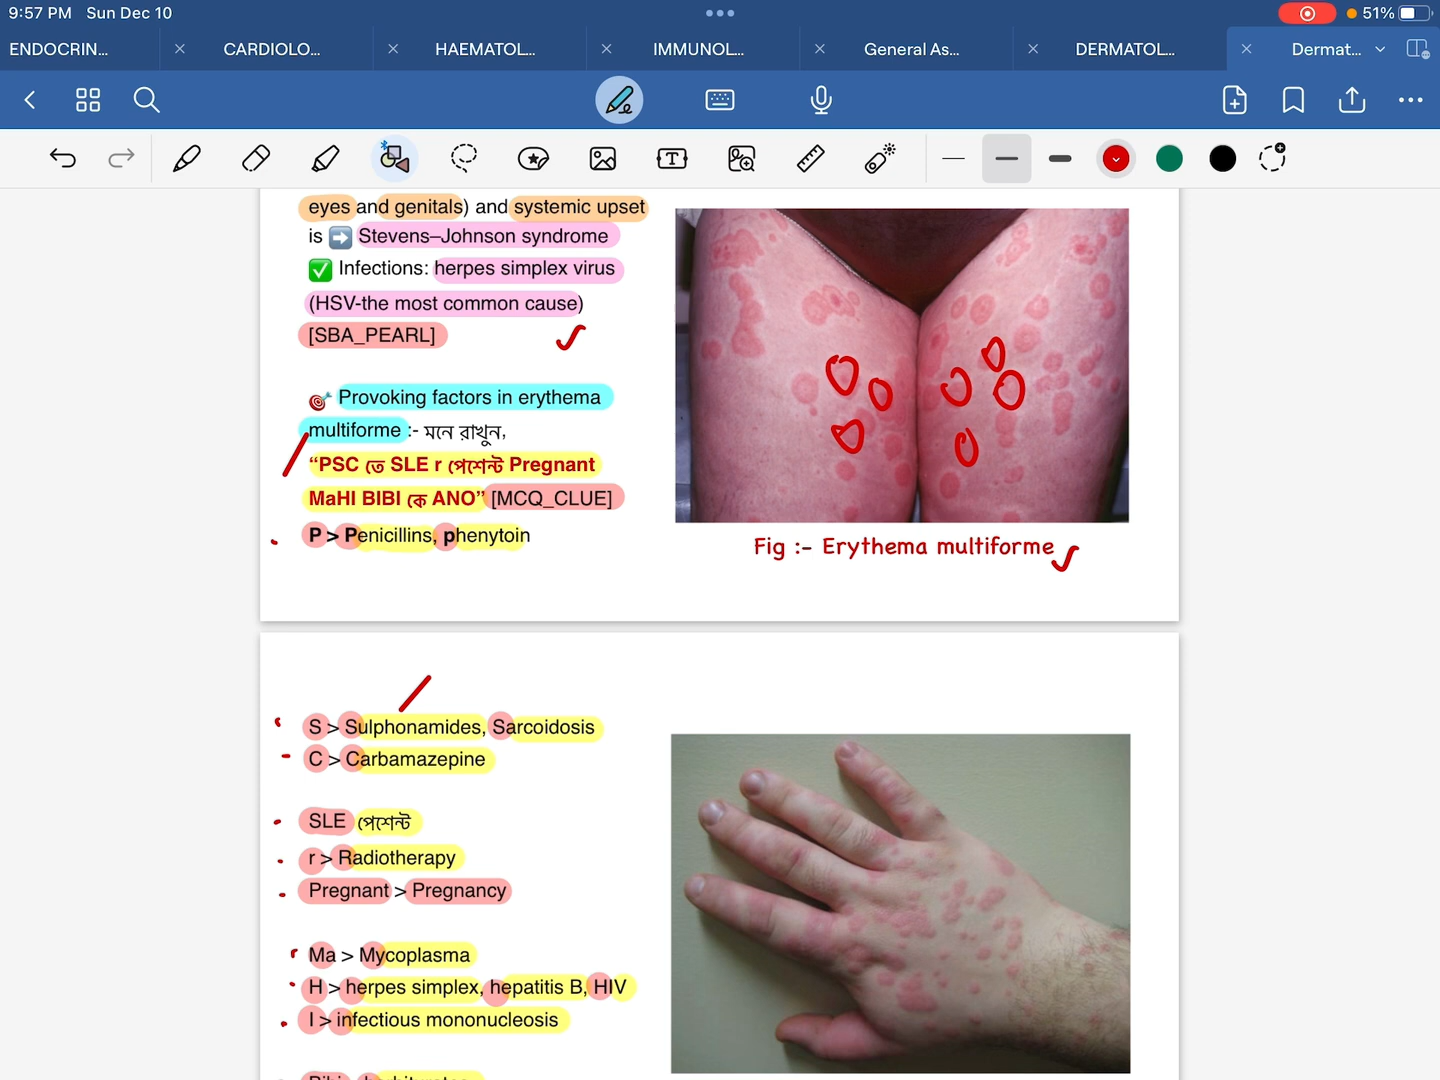 9:57 PM Sun Dec 10
51%
ENDOCRIN...
CARDIOLO...
HAEMATOL...
IMMUNOL...
General As...
DERMATOL...
Dermat...
eyes and genitals) and systemic upset
is ➡️ Stevens–Johnson syndrome
✅ Infections: herpes simplex virus
(HSV-the most common cause)
[SBA_PEARL]
🎯 Provoking factors in erythema
multiforme :- মনে রাখুন,
“PSC তে SLE r পেশেন্ট Pregnant
MaHI BIBI কে ANO” [MCQ_CLUE]
P > Penicillins, phenytoin
Fig :- Erythema multiforme
S > Sulphonamides, Sarcoidosis
C > Carbamazepine
SLE পেশেন্ট
r > Radiotherapy
Pregnant > Pregnancy
Ma > Mycoplasma
H > herpes simplex, hepatitis B, HIV
I > infectious mononucleosis